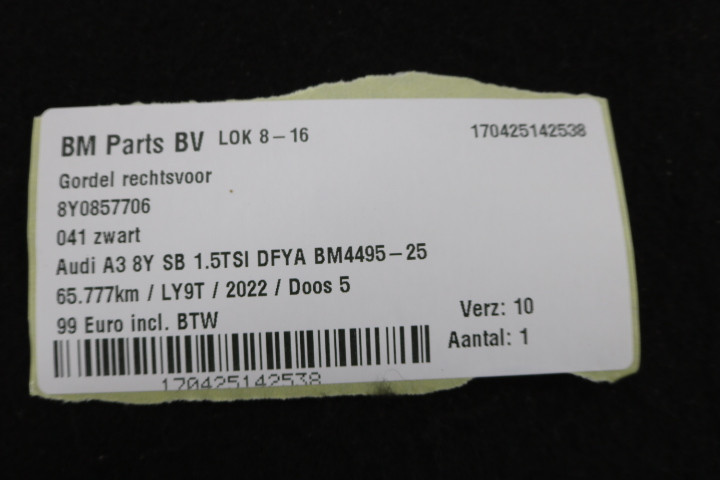 BM Parts BV LOK 8-16 170425142538
Gordel rechtsvoor
8Y0857706
041 zwart
Audi A3 8Y SB 1.5TSI DFYA BM4495-25
65.777km / LY9T / 2022 / Doos 5
99 Euro incl. BTW Verz: 10
Aantal: 1
170425142538